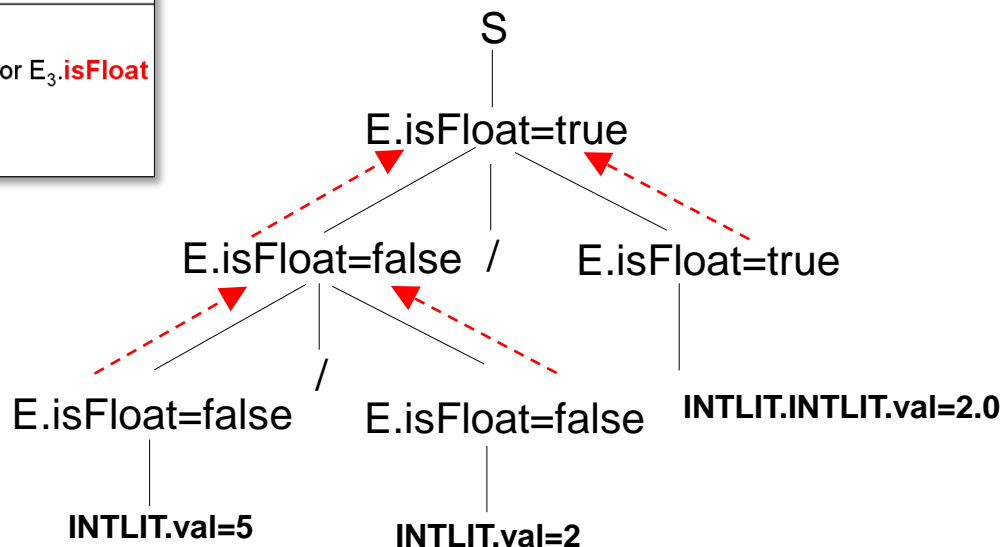 or E₃.isFloat
S
E.isFloat=true
E.isFloat=false / E.isFloat=true
/
E.isFloat=false E.isFloat=false INTLIT.INTLIT.val=2.0
INTLIT.val=5 INTLIT.val=2